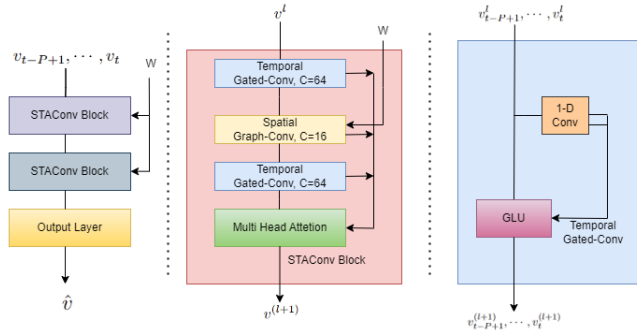 v_{t−P+1}, ⋯ , v_t
W
STAConv Block
STAConv Block
Output Layer
v̂
v^l
W
Temporal
Gated-Conv, C=64
Spatial
Graph-Conv, C=16
Temporal
Gated-Conv, C=64
Multi Head Attetion
STAConv Block
v^{(l+1)}
v^l_{t−P+1}, ⋯ , v^l_t
1-D
Conv
GLU
Temporal
Gated-Conv
v^{(l+1)}_{t−P+1}, ⋯ , v^{(l+1)}_t